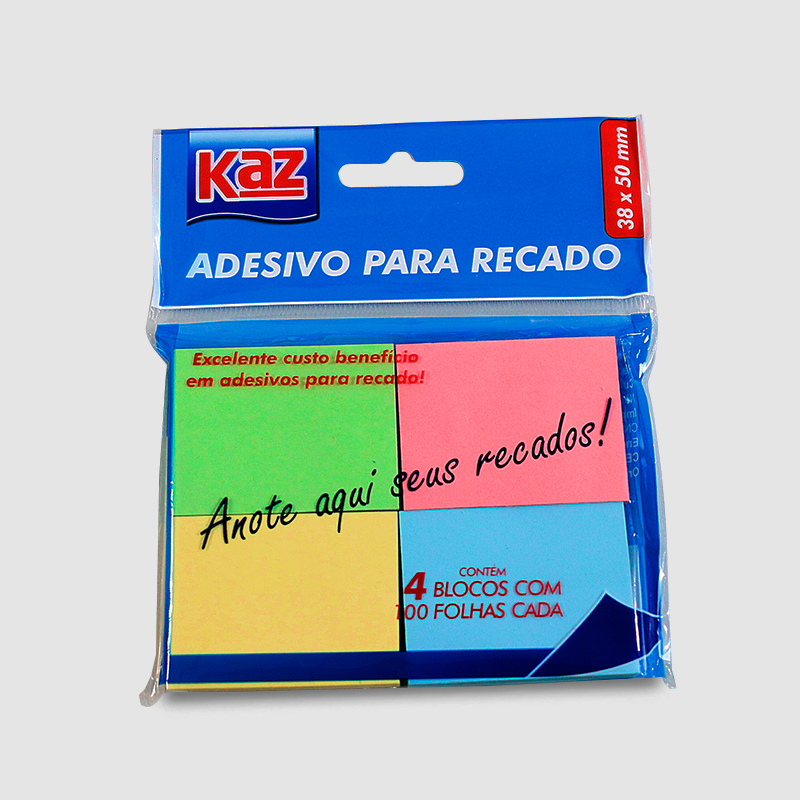 Kaz
38 x 50 mm
ADESIVO PARA RECADO
Excelente custo benefício
em adesivos para recado!
Anote aqui seus recados!
CONTÉM
4 BLOCOS COM
100 FOLHAS CADA